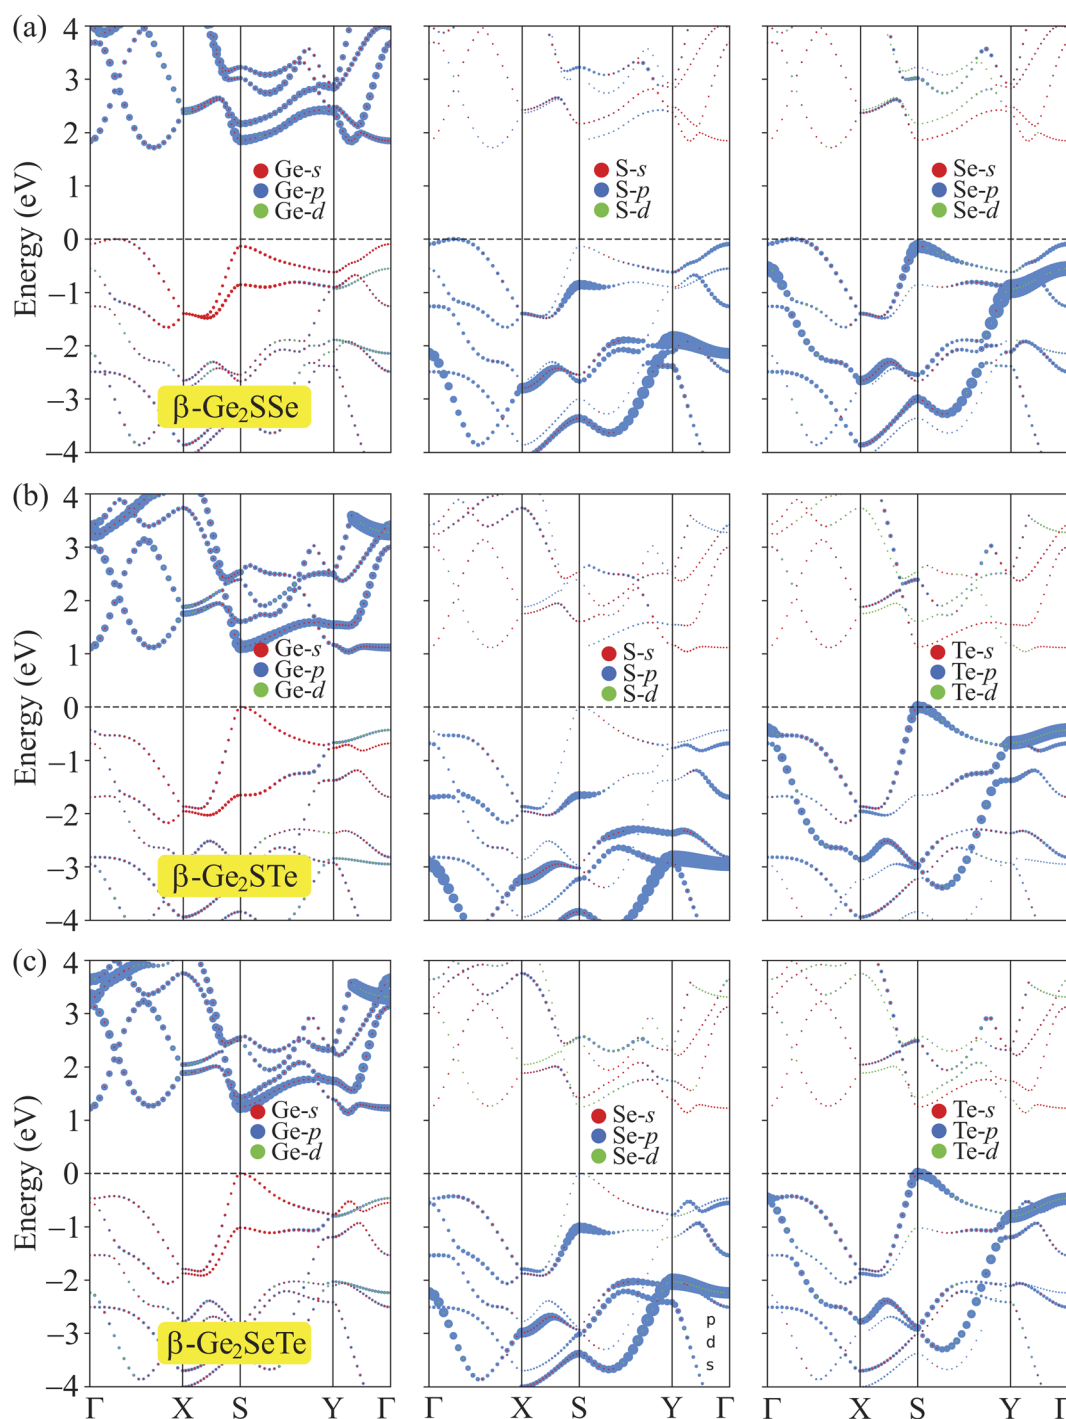 (a)
Energy (eV)
4
3
2
1
0
−1
−2
−3
−4
Ge-s
Ge-p
Ge-d
β-Ge₂SSe
S-s
S-p
S-d
Se-s
Se-p
Se-d
(b)
Energy (eV)
4
3
2
1
0
−1
−2
−3
−4
Ge-s
Ge-p
Ge-d
β-Ge₂STe
S-s
S-p
S-d
Te-s
Te-p
Te-d
(c)
Energy (eV)
4
3
2
1
0
−1
−2
−3
−4
Ge-s
Ge-p
Ge-d
β-Ge₂SeTe
Se-s
Se-p
Se-d
p
d
s
Te-s
Te-p
Te-d
Γ X S Y Γ
Γ X S Y Γ
Γ X S Y Γ